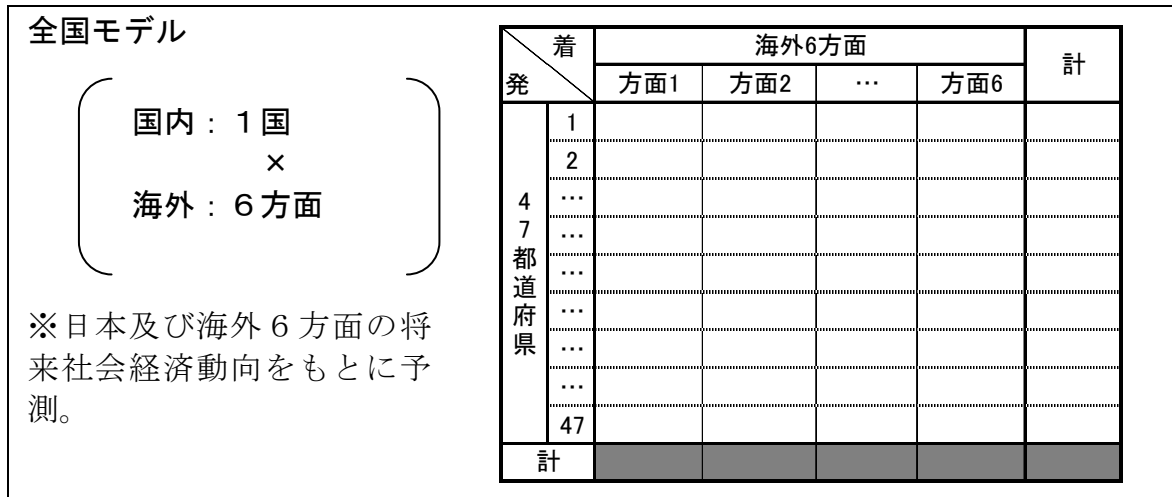 全国モデル
国内：１国
×
海外：６方面
※日本及び海外６方面の将
来社会経済動向をもとに予
測。
着
発
海外6方面
計
方面1 方面2 … 方面6
47都道府県
1
2
…
…
…
…
…
…
47
計